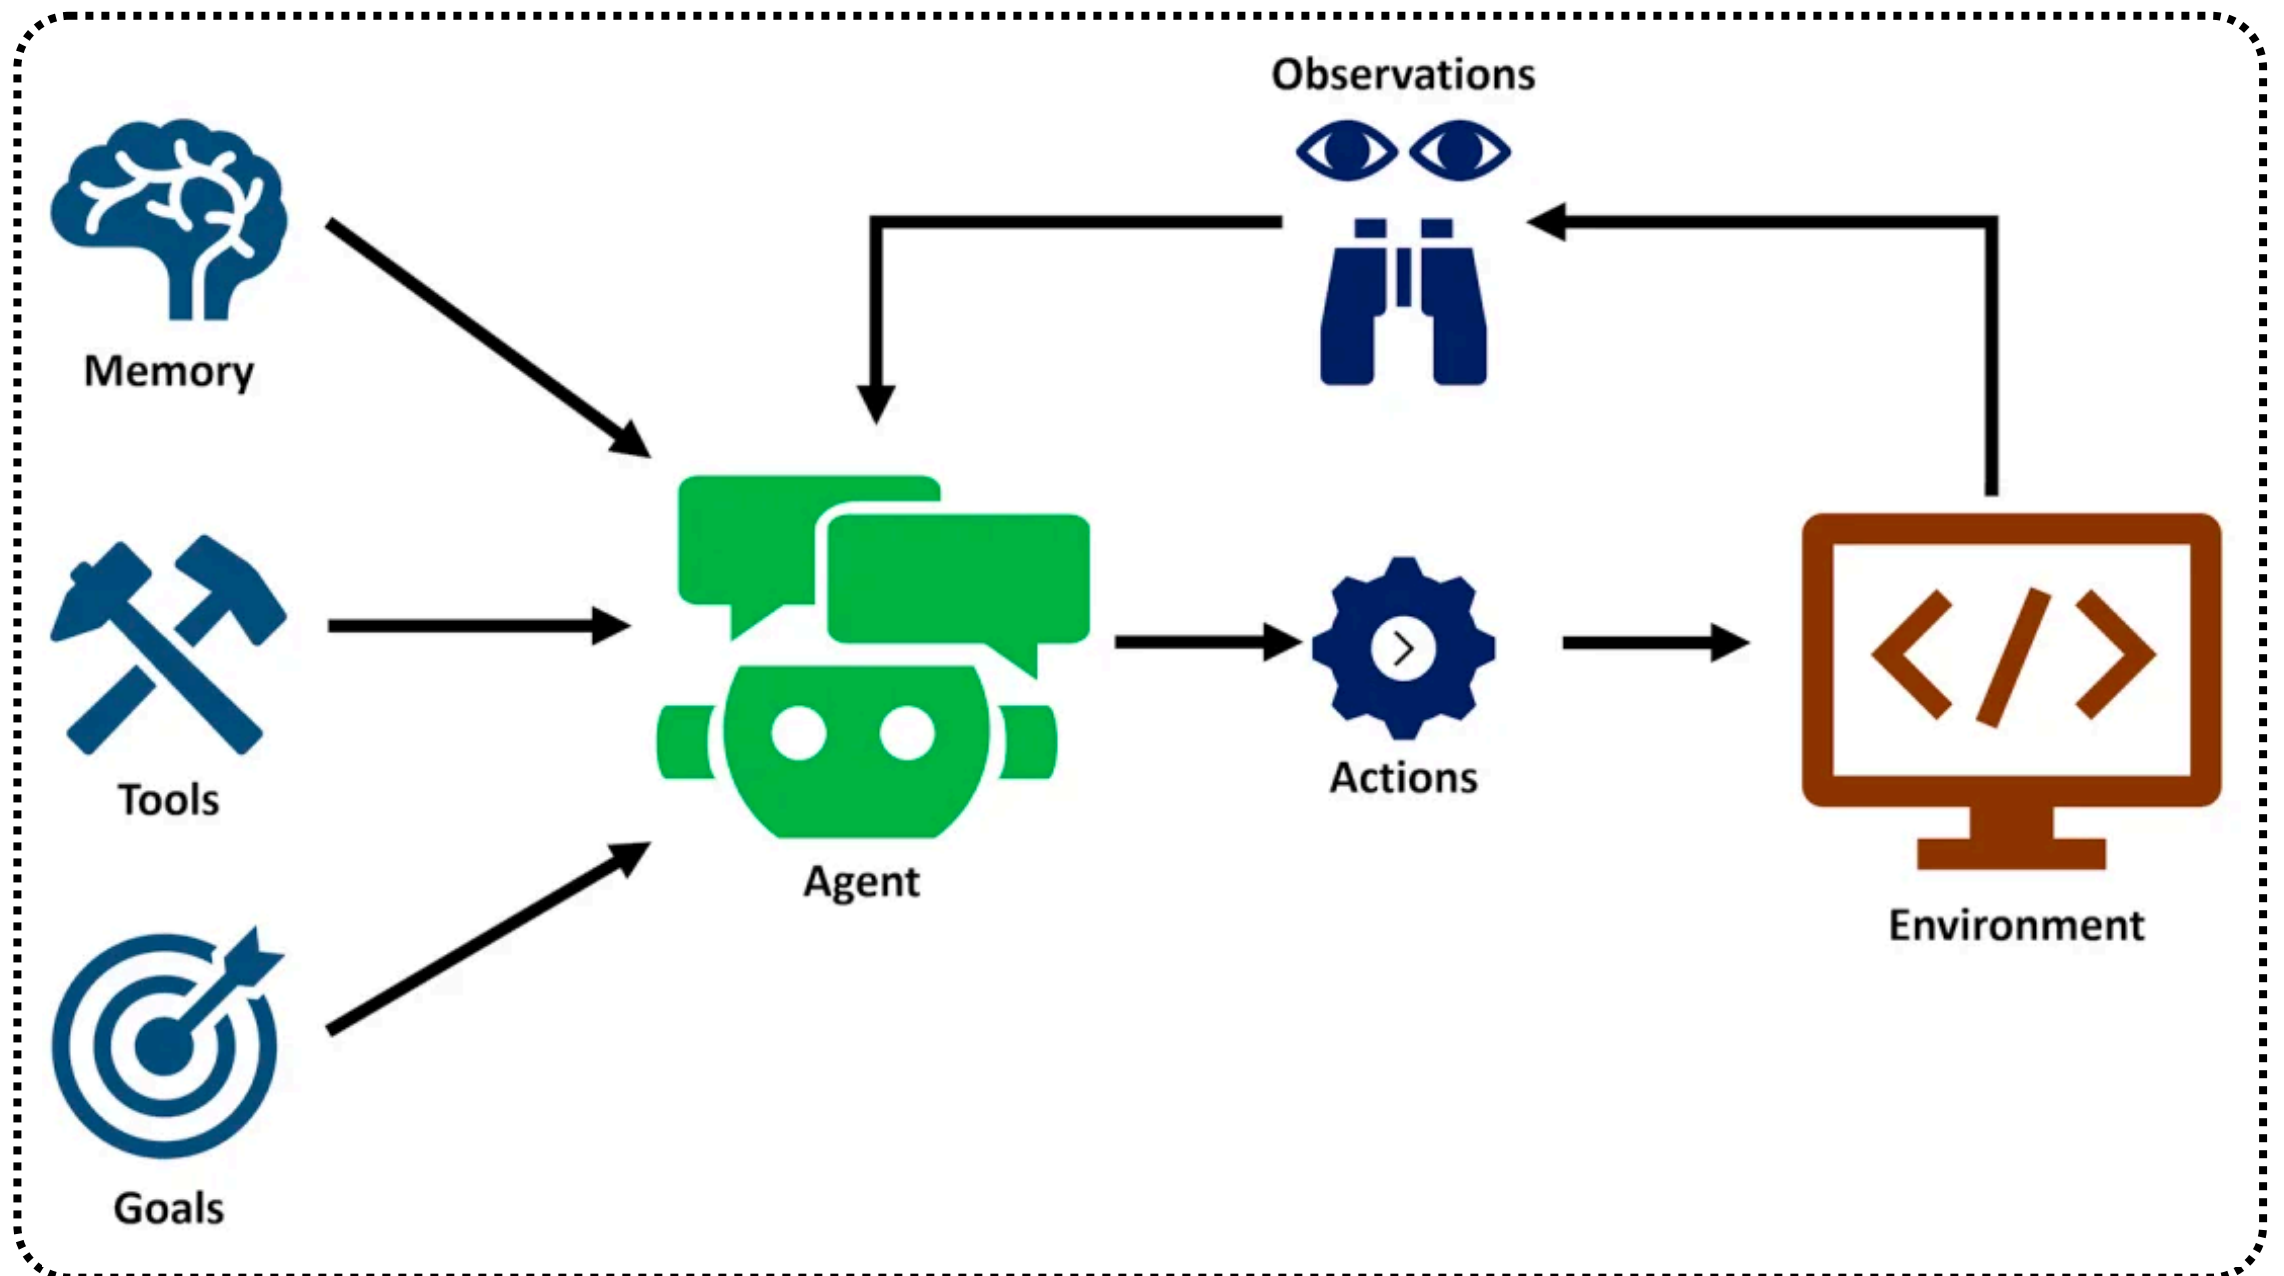 Observations
Memory
Tools
Actions
Agent
Environment
Goals